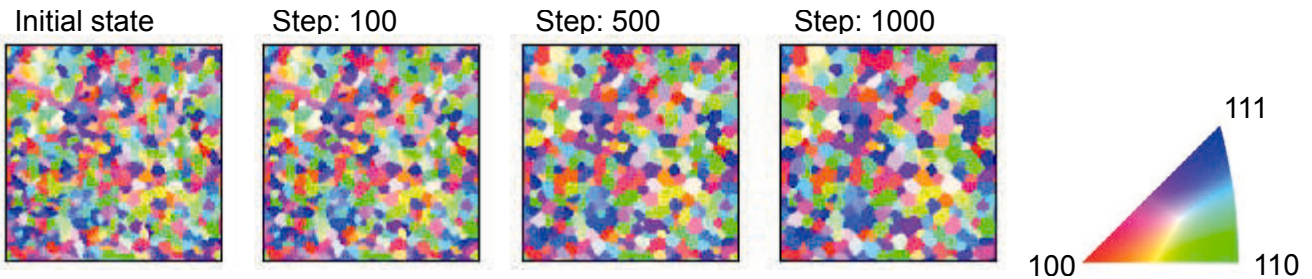 Initial state
Step: 100
Step: 500
Step: 1000
111
100
110